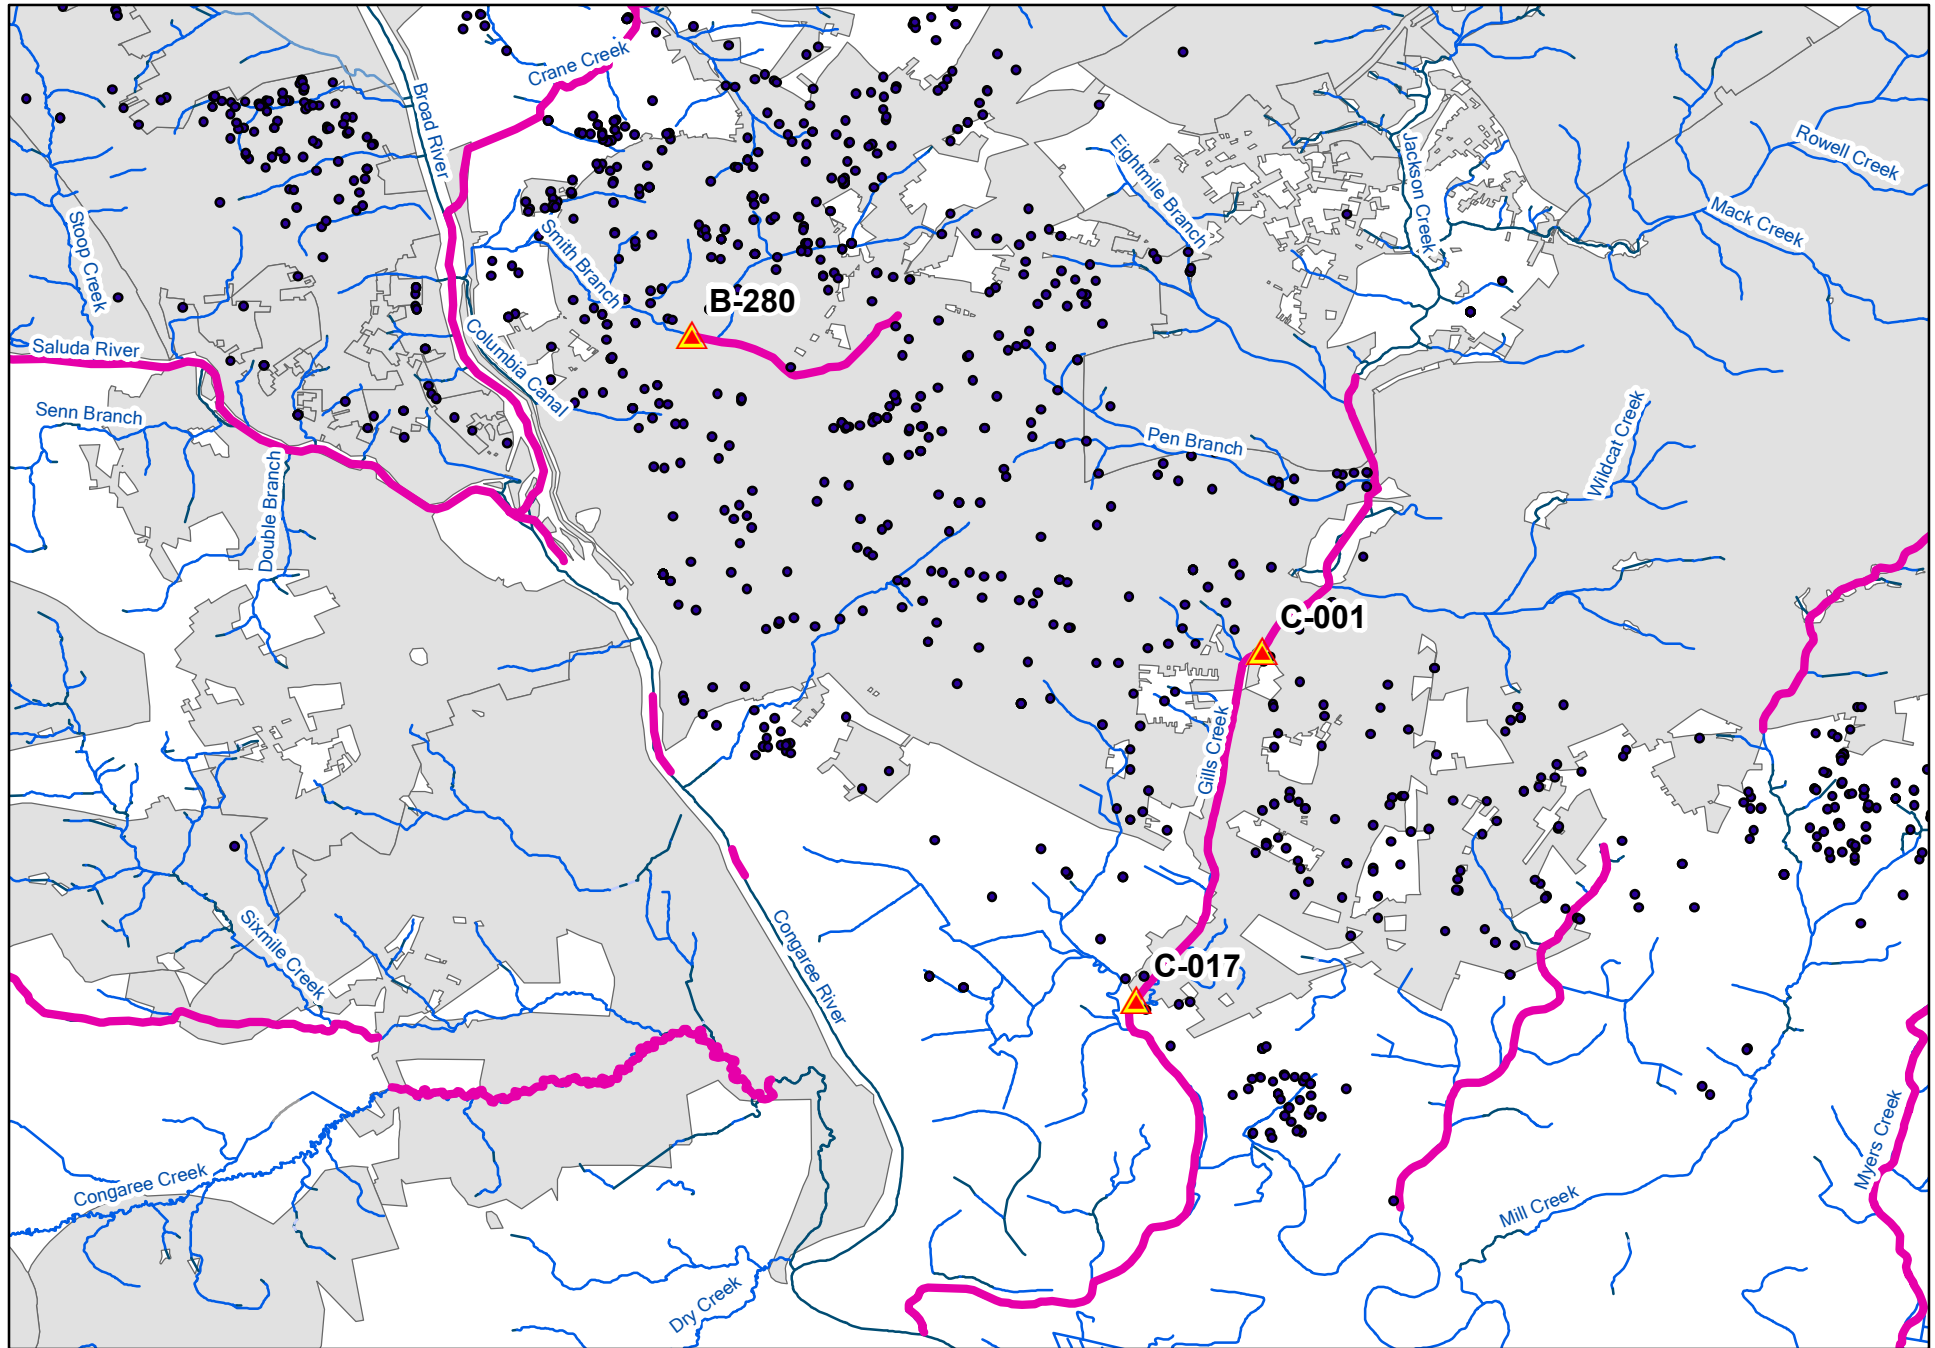 Crane Creek
Broad River
Rowell Creek
Eightmile Branch
Jackson Creek
Mack Creek
Stoop Creek
Smith Branch
B-280
Saluda River
Columbia Canal
Senn Branch
Pen Branch
Wildcat Creek
Double Branch
C-001
Gills Creek
Sixmile Creek
Congaree River
C-017
Congaree Creek
Myers Creek
Mill Creek
Dry Creek